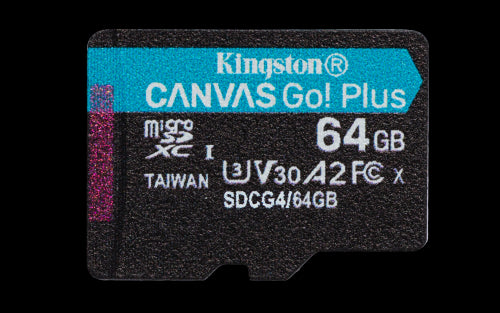 Kingston®
CANVAS Go! Plus
micro SD XC I 64GB
TAIWAN U3 V30 A2 FC X
SDCG4/64GB